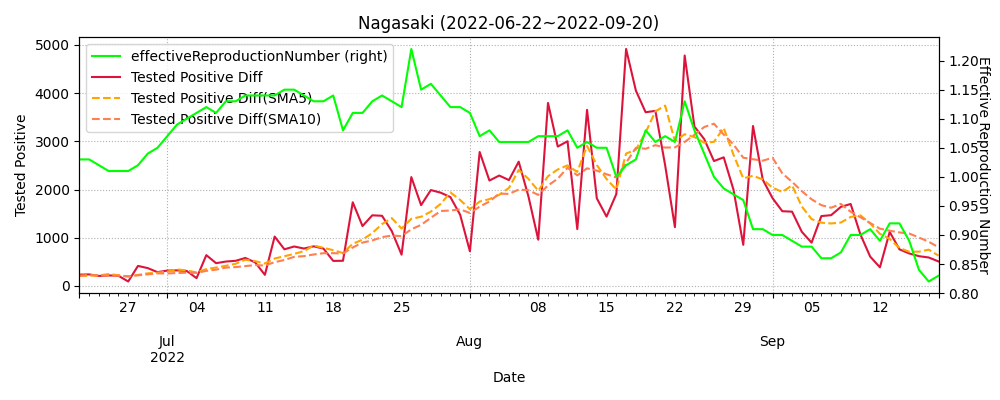 Nagasaki (2022-06-22~2022-09-20)
effectiveReproductionNumber (right)
Tested Positive Diff
Tested Positive Diff(SMA5)
Tested Positive Diff(SMA10)
Tested Positive
5000
4000
3000
2000
1000
0
Effective Reproduction Number
1.20
1.15
1.10
1.05
1.00
0.95
0.90
0.85
0.80
27 04 11 18 25 08 15 22 29 05 12
Jul Aug Sep
2022
Date